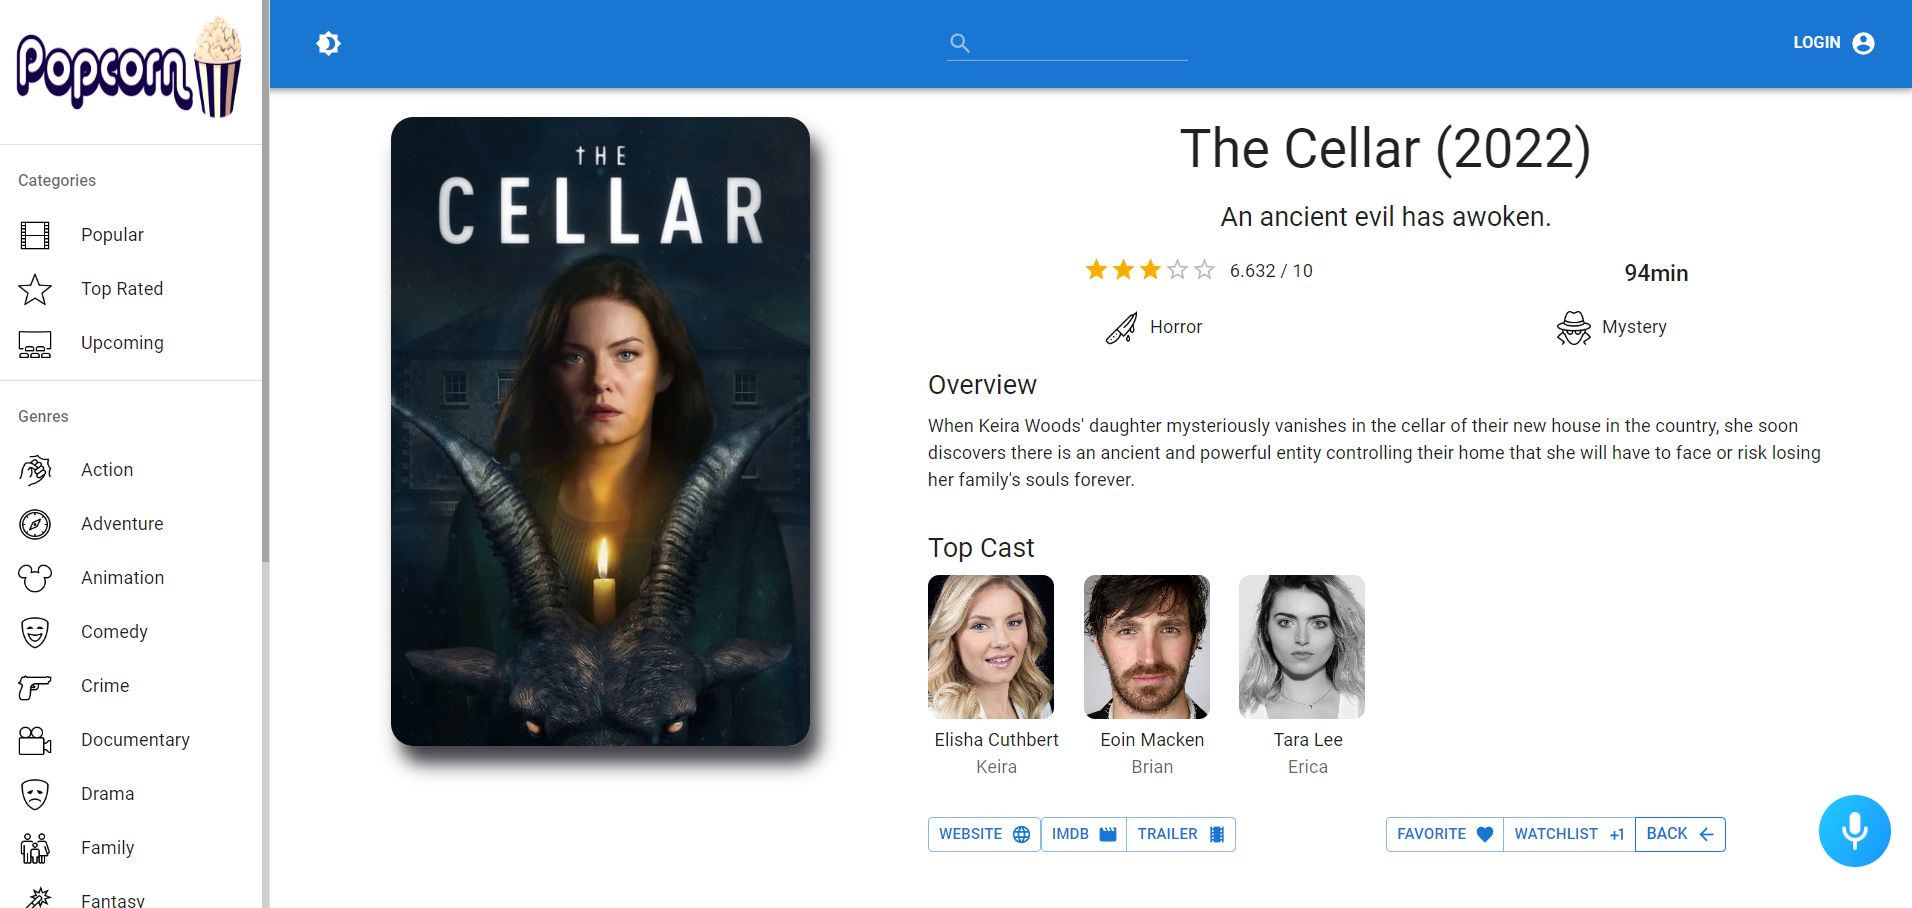 Popcorn
LOGIN
Categories
Popular
Top Rated
Upcoming
Genres
Action
Adventure
Animation
Comedy
Crime
Documentary
Drama
Family
Fantasy
THE
CELLAR
The Cellar (2022)
An ancient evil has awoken.
6.632 / 10
94min
Horror
Mystery
Overview
When Keira Woods' daughter mysteriously vanishes in the cellar of their new house in the country, she soon
discovers there is an ancient and powerful entity controlling their home that she will have to face or risk losing
her family's souls forever.
Top Cast
Elisha Cuthbert
Keira
Eoin Macken
Brian
Tara Lee
Erica
WEBSITE
IMDB
TRAILER
FAVORITE
WATCHLIST +1
BACK